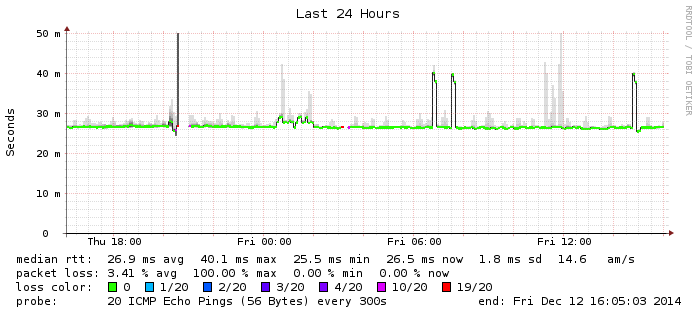 Last 24 Hours
RRDTOOL / TOBI OETIKER
Seconds
50 m
40 m
30 m
20 m
10 m
0
Thu 18:00 Fri 00:00 Fri 06:00 Fri 12:00
median rtt: 26.9 ms avg 40.1 ms max 25.5 ms min 26.5 ms now 1.8 ms sd 14.6 am/s
packet loss: 3.41 % avg 100.00 % max 0.00 % min 0.00 % now
loss color: 0 1/20 2/20 3/20 4/20 10/20 19/20
probe: 20 ICMP Echo Pings (56 Bytes) every 300s end: Fri Dec 12 16:05:03 2014